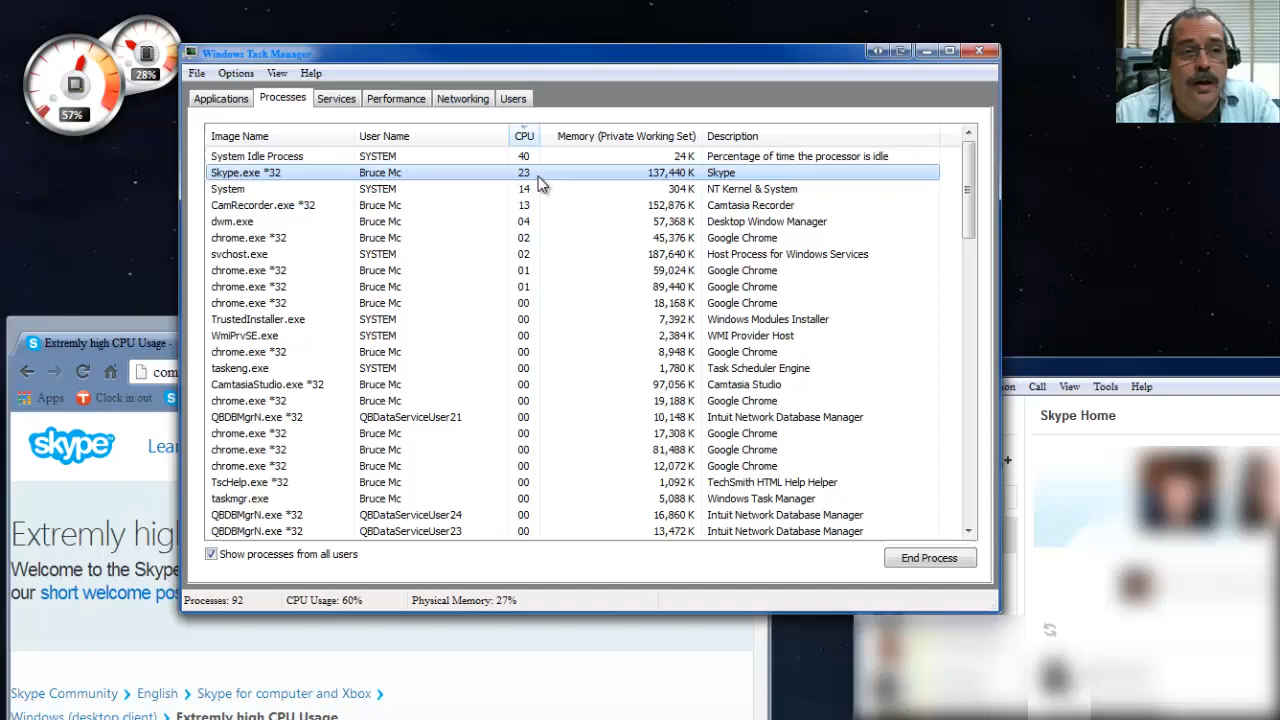 28%
57%
Windows Task Manager
File Options View Help
Applications Processes Services Performance Networking Users
Image Name User Name CPU Memory (Private Working Set) Description
System Idle Process SYSTEM 40 24 K Percentage of time the processor is idle
Skype.exe *32 Bruce Mc 23 137,440 K Skype
System SYSTEM 14 304 K NT Kernel & System
CamRecorder.exe *32 Bruce Mc 13 152,876 K Camtasia Recorder
dwm.exe Bruce Mc 04 57,368 K Desktop Window Manager
chrome.exe *32 Bruce Mc 02 45,376 K Google Chrome
svchost.exe SYSTEM 02 187,640 K Host Process for Windows Services
chrome.exe *32 Bruce Mc 01 59,024 K Google Chrome
chrome.exe *32 Bruce Mc 01 89,440 K Google Chrome
chrome.exe *32 Bruce Mc 00 18,168 K Google Chrome
TrustedInstaller.exe SYSTEM 00 7,392 K Windows Modules Installer
WmiPrvSE.exe SYSTEM 00 2,384 K WMI Provider Host
chrome.exe *32 Bruce Mc 00 8,948 K Google Chrome
taskeng.exe SYSTEM 00 1,780 K Task Scheduler Engine
CamtasiaStudio.exe *32 Bruce Mc 00 97,056 K Camtasia Studio
chrome.exe *32 Bruce Mc 00 19,188 K Google Chrome
QBDBMgrN.exe *32 QBDataServiceUser21 00 10,148 K Intuit Network Database Manager
chrome.exe *32 Bruce Mc 00 17,308 K Google Chrome
chrome.exe *32 Bruce Mc 00 81,488 K Google Chrome
chrome.exe *32 Bruce Mc 00 12,072 K Google Chrome
TscHelp.exe *32 Bruce Mc 00 1,092 K TechSmith HTML Help Helper
taskmgr.exe Bruce Mc 00 5,088 K Windows Task Manager
QBDBMgrN.exe *32 QBDataServiceUser24 00 16,860 K Intuit Network Database Manager
QBDBMgrN.exe *32 QBDataServiceUser23 00 13,472 K Intuit Network Database Manager
Show processes from all users End Process
Processes: 92 CPU Usage: 60% Physical Memory: 27%
Extremly high CPU Usage -
com
Apps Clock in out S
skype Lear
Extremly hig
Welcome to the Skype
our short welcome pos
Skype Community English Skype for computer and Xbox
Windows (desktop client) Extremly high CPU Usage
on Call View Tools Help
Skype Home